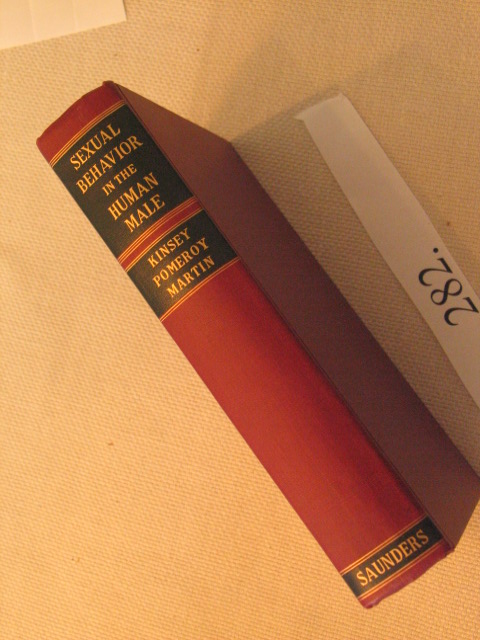 SEXUAL
BEHAVIOR
IN THE
HUMAN
MALE
KINSEY
POMEROY
MARTIN
SAUNDERS
282.